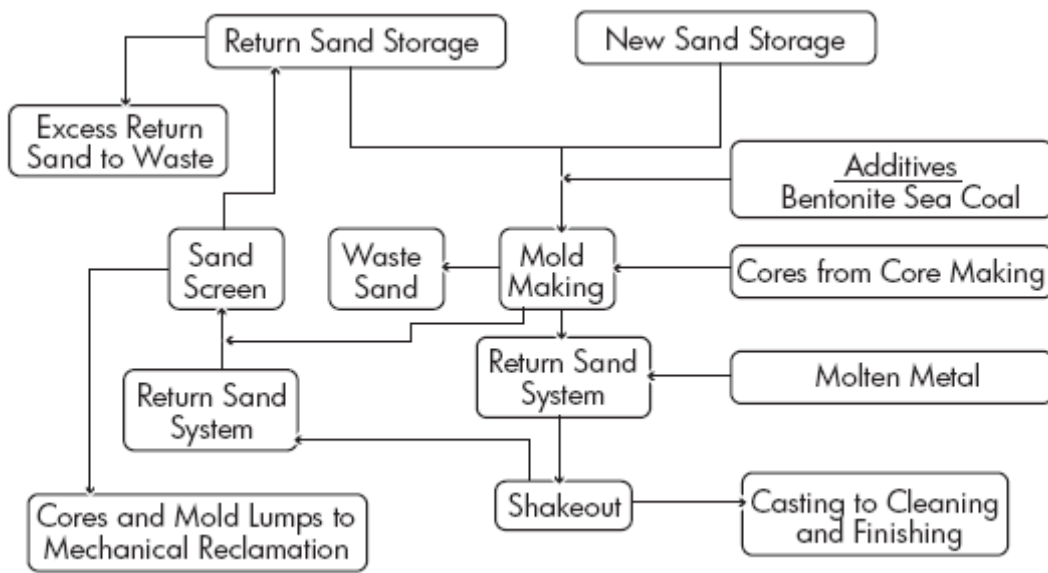 Return Sand Storage
New Sand Storage
Excess Return
Sand to Waste
Additives
Bentonite Sea Coal
Sand
Screen
Waste
Sand
Mold
Making
Cores from Core Making
Return Sand
System
Molten Metal
Return Sand
System
Cores and Mold Lumps to
Mechanical Reclamation
Shakeout
Casting to Cleaning
and Finishing